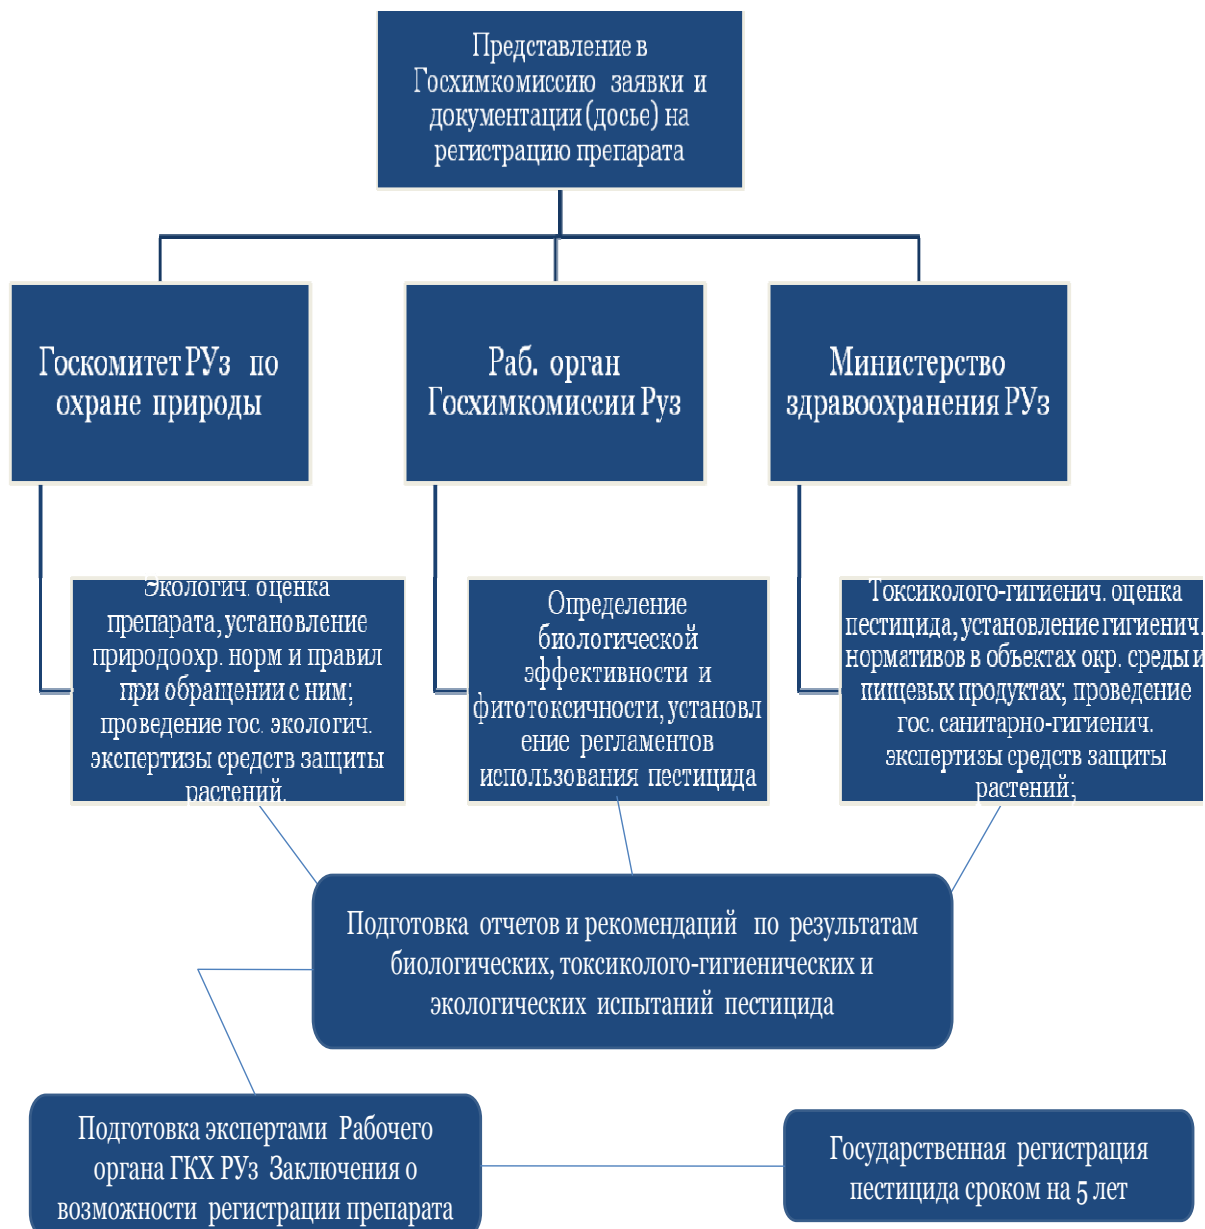 Представление в
Госхимкомиссию заявки и
документации (досье) на
регистрацию препарата
Госкомитет РУз по
охране природы
Раб. орган
Госхимкомиссии Руз
Министерство
здравоохранения РУз
Экологич. оценка
препарата, установление
природоохр. норм и правил
при обращении с ним;
проведение гос. экологич.
экспертизы средств защиты
растений.
Определение
биологической
эффективности и
фитотоксичности, установл
ение регламентов
использования пестицида
Токсиколого-гигиенич. оценка
пестицида, установление гигиенич.
нормативов в объектах окр. среды и
пищевых продуктах; проведение
гос. санитарно-гигиенич.
экспертизы средств защиты
растений;
Подготовка отчетов и рекомендаций по результатам
биологических, токсиколого-гигиенических и
экологических испытаний пестицида
Подготовка экспертами Рабочего
органа ГКХ РУз Заключения о
возможности регистрации препарата
Государственная регистрация
пестицида сроком на 5 лет